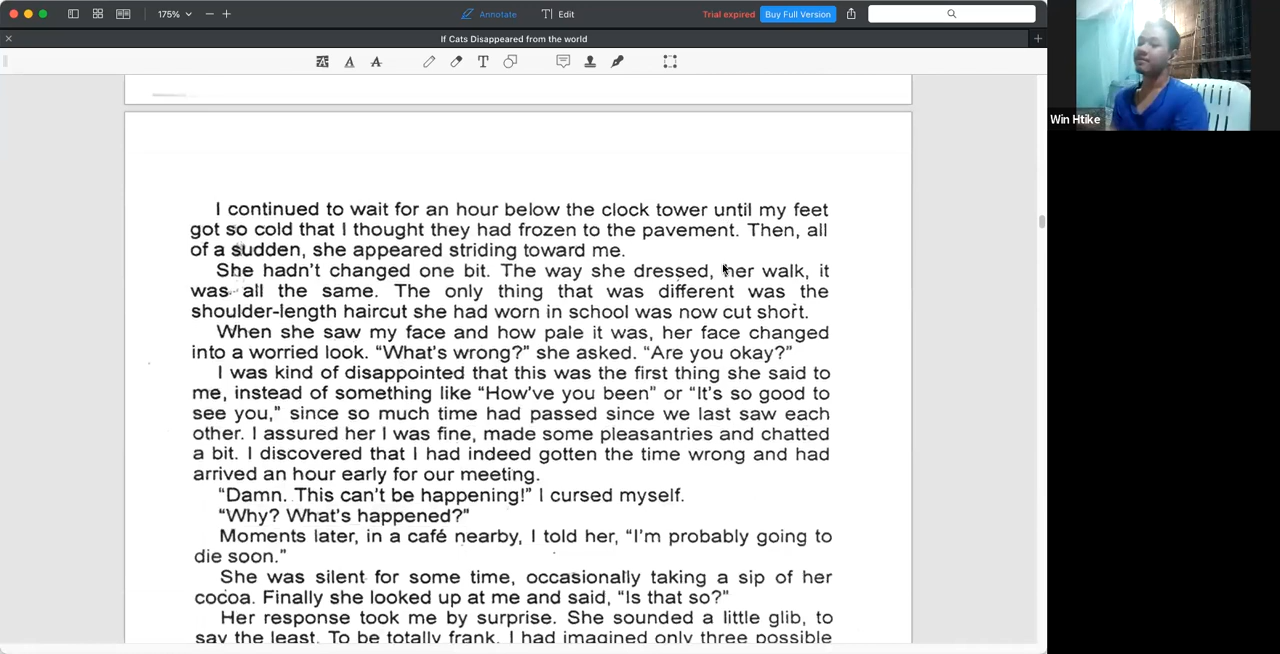 175%
Annotate
Edit
Trial expired
Buy Full Version
If Cats Disappeared from the world
I continued to wait for an hour below the clock tower until my feet
got so cold that I thought they had frozen to the pavement. Then, all
of a sudden, she appeared striding toward me.
She hadn't changed one bit. The way she dressed, her walk, it
was all the same. The only thing that was different was the
shoulder-length haircut she had worn in school was now cut short.
When she saw my face and how pale it was, her face changed
into a worried look. “What's wrong?” she asked. “Are you okay?”
I was kind of disappointed that this was the first thing she said to
me, instead of something like “How've you been” or “It's so good to
see you,” since so much time had passed since we last saw each
other. I assured her I was fine, made some pleasantries and chatted
a bit. I discovered that I had indeed gotten the time wrong and had
arrived an hour early for our meeting.
“Damn. This can't be happening!” I cursed myself.
“Why? What's happened?”
Moments later, in a café nearby, I told her, “I'm probably going to
die soon.”
She was silent for some time, occasionally taking a sip of her
cocoa. Finally she looked up at me and said, “Is that so?”
Her response took me by surprise. She sounded a little glib, to
say the least. To be totally frank, I had imagined only three possible
Win Htike